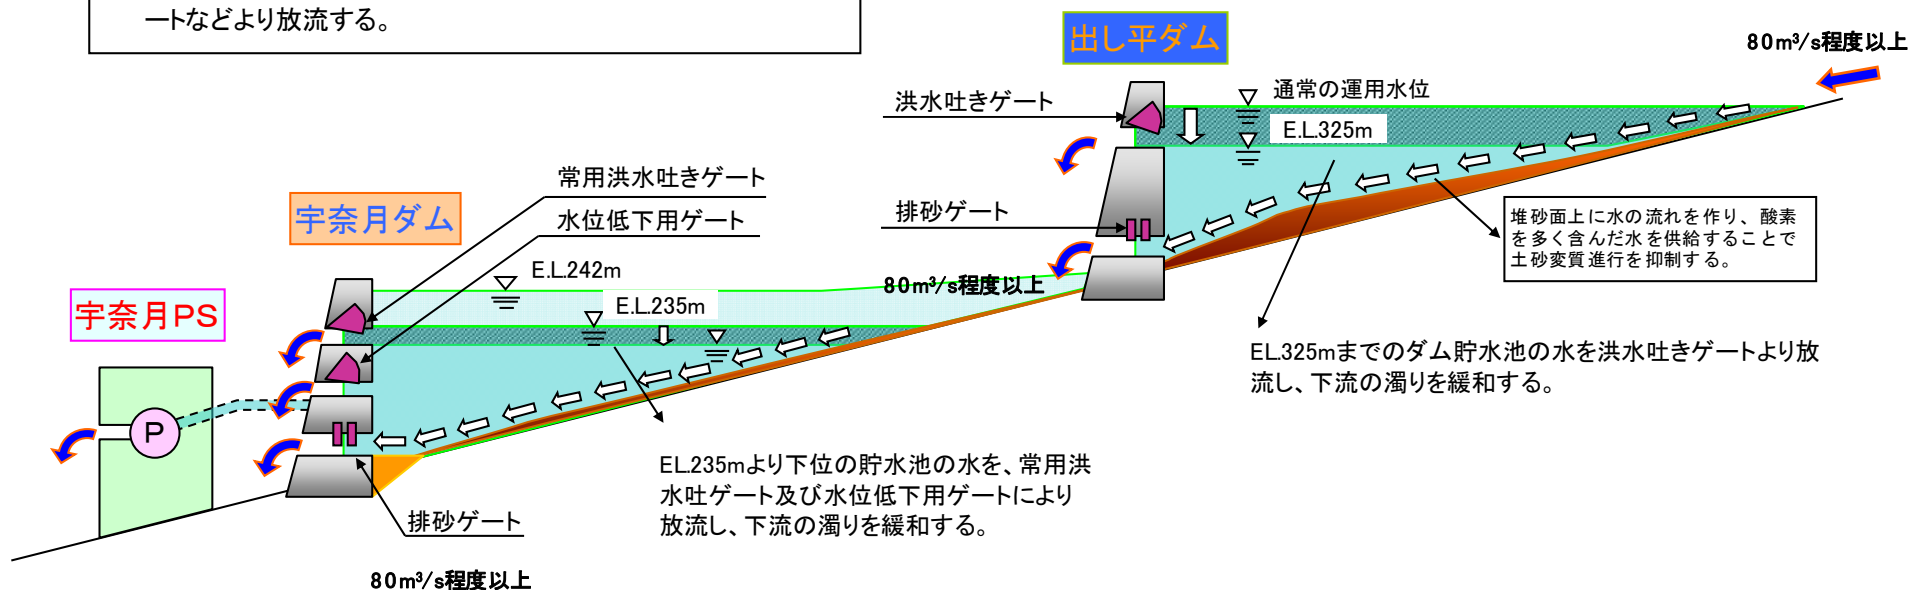 ートなどより放流する。
出し平ダム
80m³/s程度以上
洪水吐きゲート
通常の運用水位
E.L.325m
常用洪水吐きゲート
宇奈月ダム
水位低下用ゲート
排砂ゲート
堆砂面上に水の流れを作り、酸素
を多く含んだ水を供給することで
土砂変質進行を抑制する。
E.L.242m
80m³/s程度以上
E.L.235m
宇奈月PS
P
EL.325mまでのダム貯水池の水を洪水吐きゲートより放
流し、下流の濁りを緩和する。
EL.235mより下位の貯水池の水を、常用洪
水吐ゲート及び水位低下用ゲートにより
放流し、下流の濁りを緩和する。
排砂ゲート
80m³/s程度以上